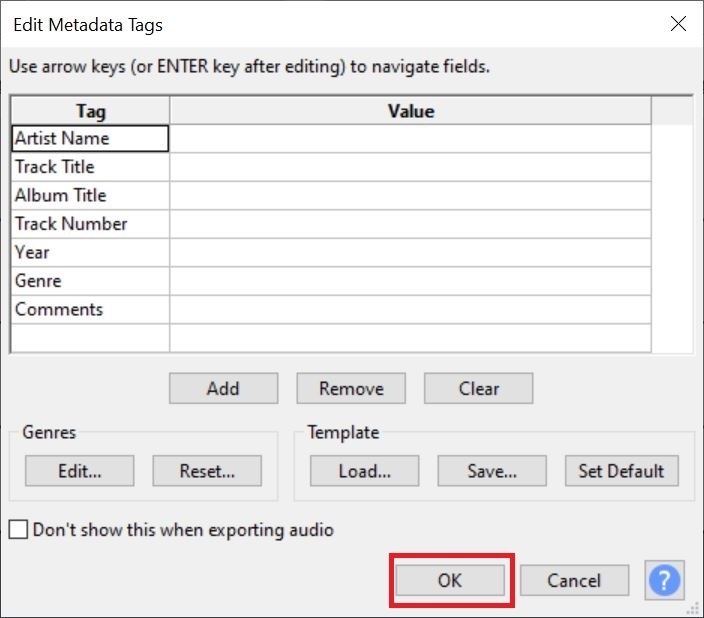 Edit Metadata Tags
Use arrow keys (or ENTER key after editing) to navigate fields.
Tag Value
Artist Name
Track Title
Album Title
Track Number
Year
Genre
Comments
Add Remove Clear
Genres Template
Edit... Reset... Load... Save... Set Default
Don't show this when exporting audio
OK Cancel ?